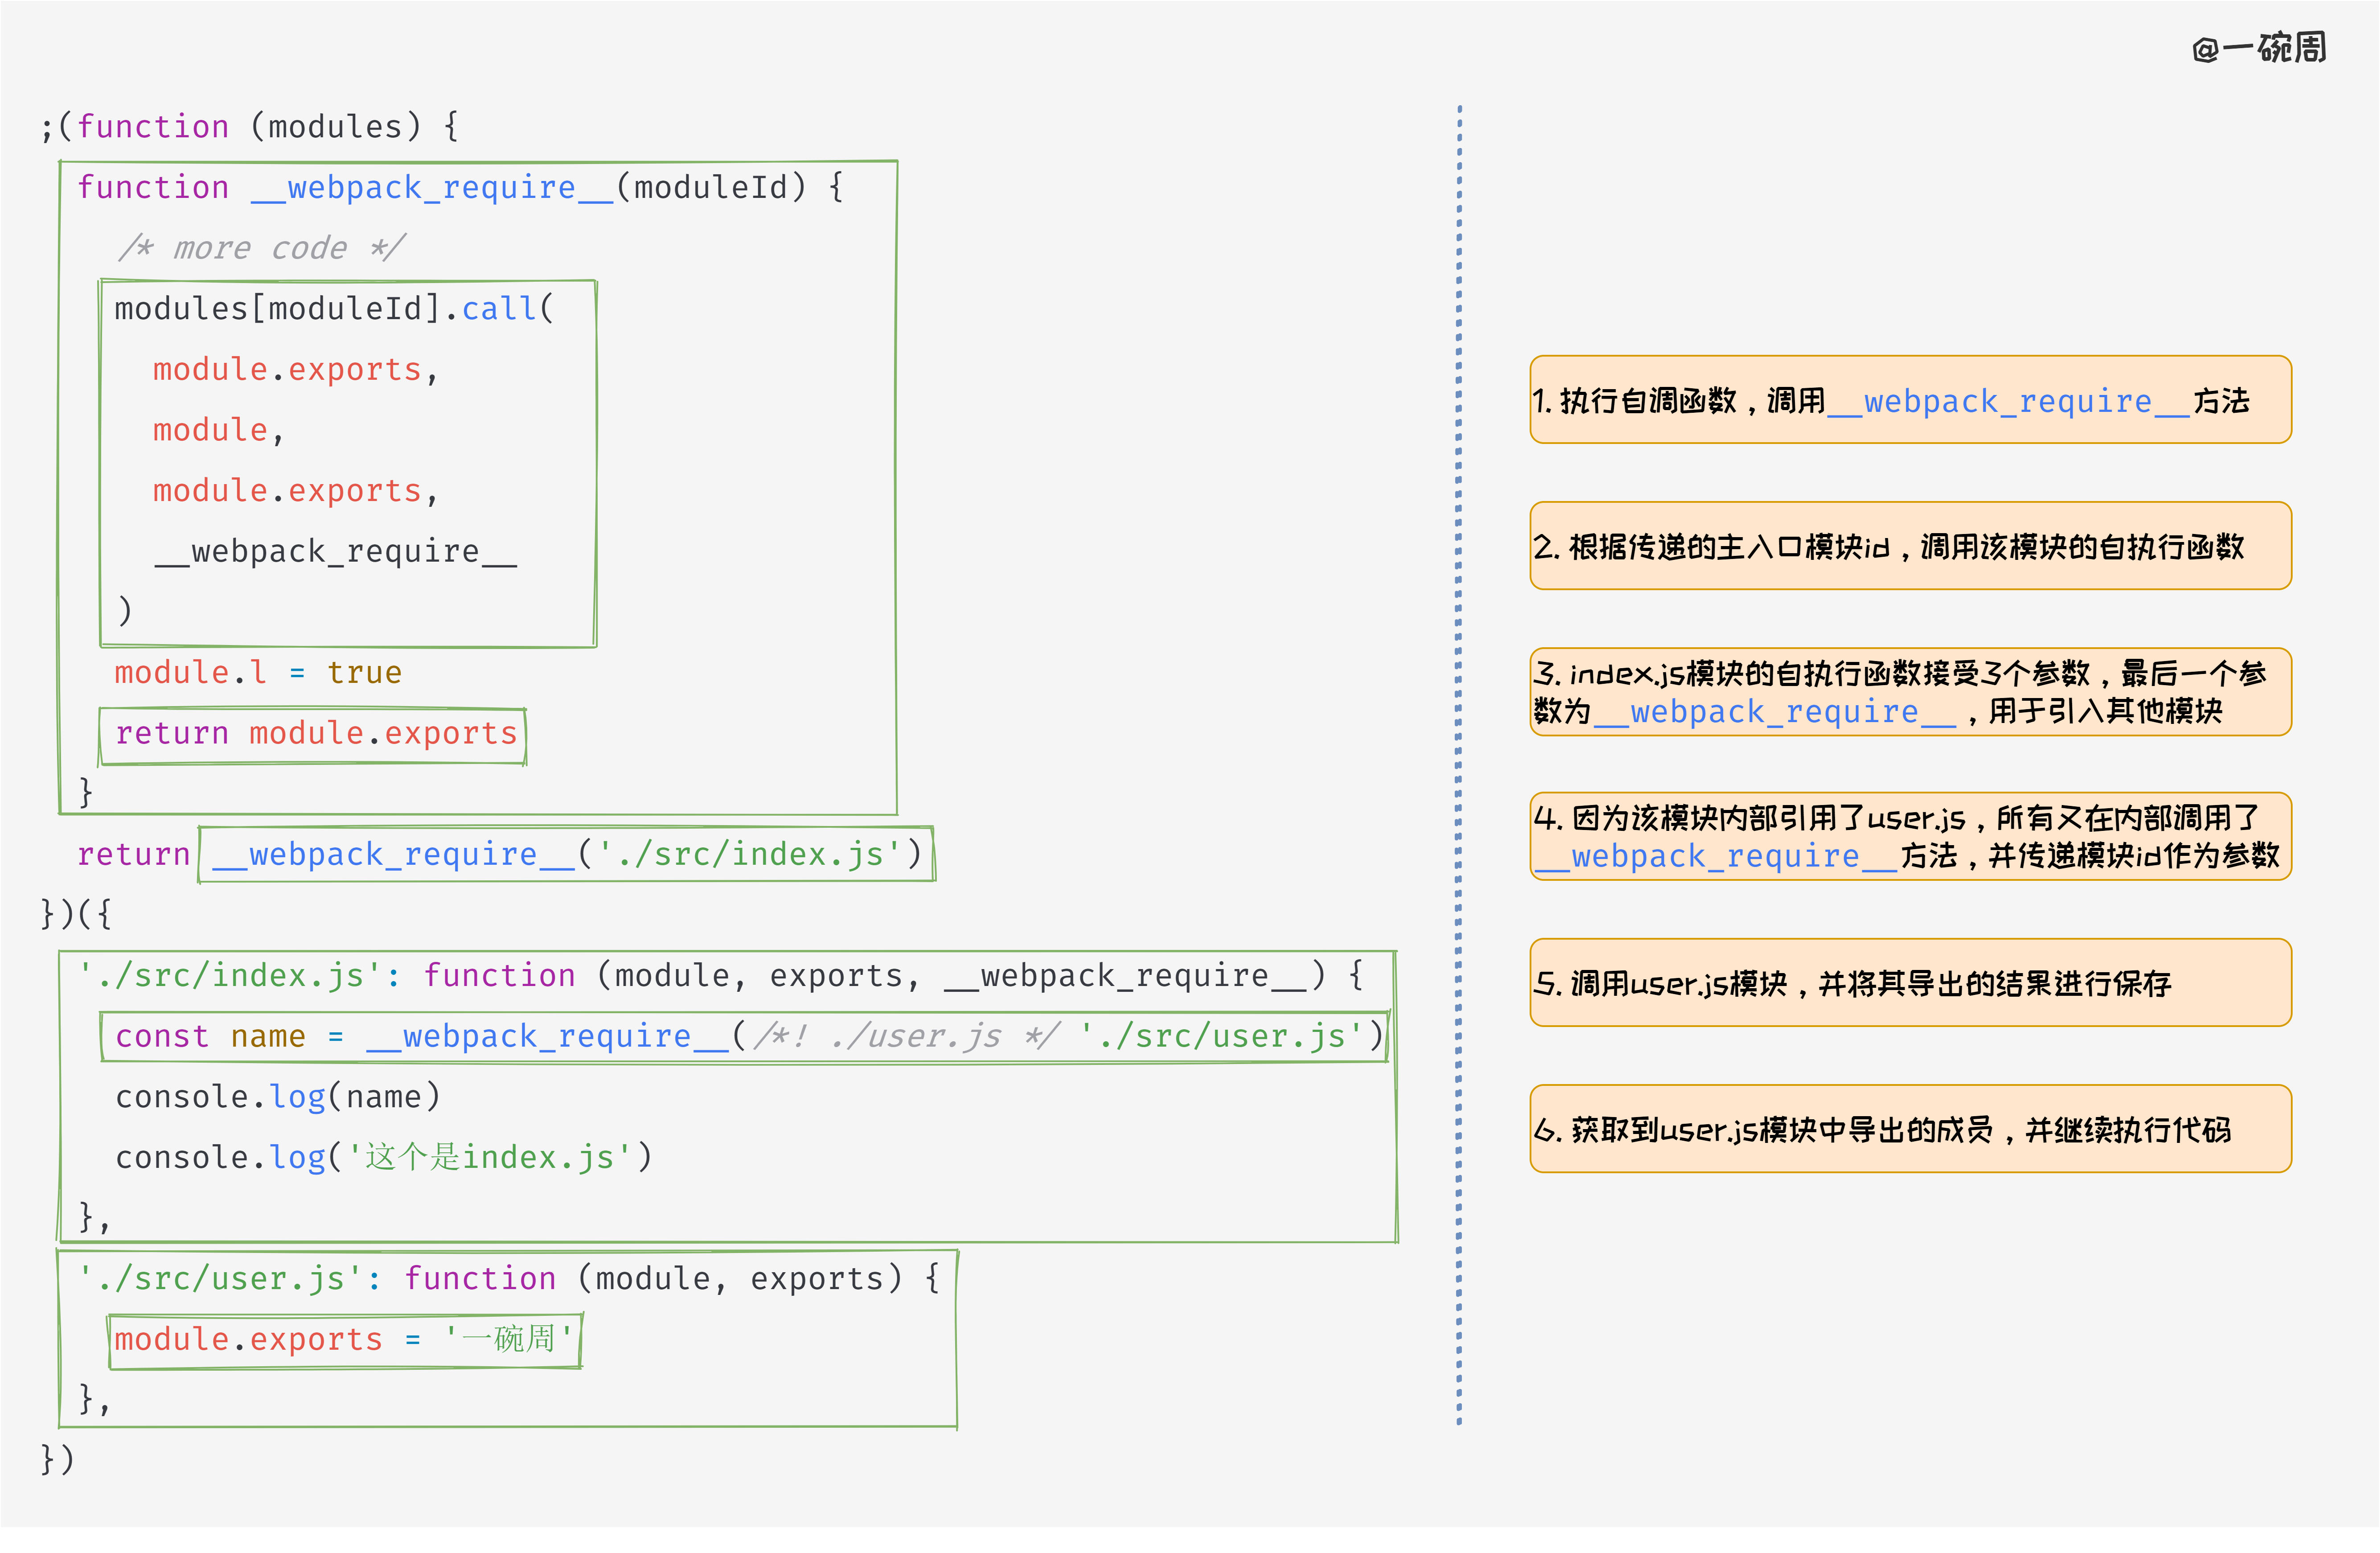 @一碗周
;(function (modules) {
function __webpack_require__(moduleId) {
/* more code */
modules[moduleId].call(
module.exports,
module,
module.exports,
__webpack_require__
)
module.l = true
return module.exports
}
return __webpack_require__('./src/index.js')
})({
'./src/index.js': function (module, exports, __webpack_require__) {
const name = __webpack_require__(/*! ./user.js */ './src/user.js')
console.log(name)
console.log('这个是index.js')
},
'./src/user.js': function (module, exports) {
module.exports = '一碗周'
},
})
1. 执行自调函数，调用__webpack_require__方法
2. 根据传递的主入口模块id，调用该模块的自执行函数
3. index.js模块的自执行函数接受3个参数，最后一个参
数为__webpack_require__，用于引入其他模块
4. 因为该模块内部引用了user.js，所有又在内部调用了
__webpack_require__方法，并传递模块id作为参数
5. 调用user.js模块，并将其导出的结果进行保存
6. 获取到user.js模块中导出的成员，并继续执行代码